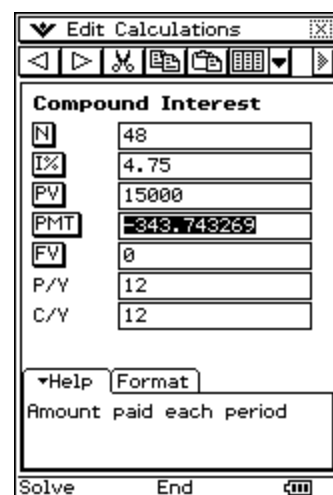 Edit Calculations
Compound Interest
N 48
I% 4.75
PV 15000
PMT -343.743269
FV 0
P/Y 12
C/Y 12
Help Format
Amount paid each period
Solve End